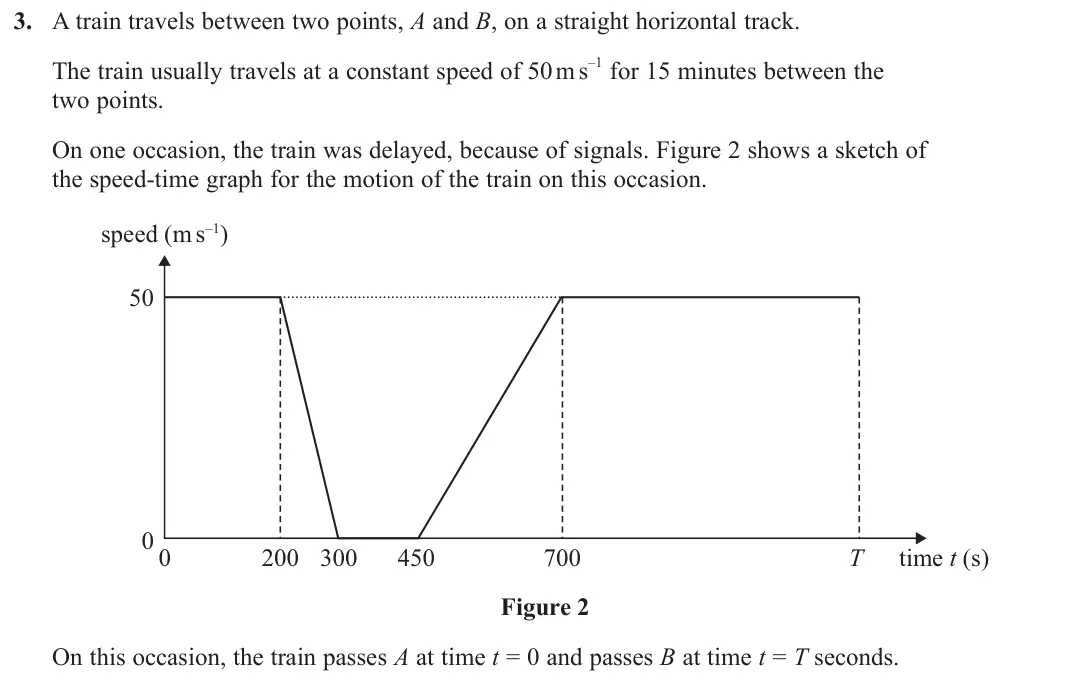 3. A train travels between two points, A and B, on a straight horizontal track.
The train usually travels at a constant speed of 50 m s⁻¹ for 15 minutes between the
two points.
On one occasion, the train was delayed, because of signals. Figure 2 shows a sketch of
the speed-time graph for the motion of the train on this occasion.
speed (m s⁻¹)
50
0
0 200 300 450 700 T time t (s)
Figure 2
On this occasion, the train passes A at time t = 0 and passes B at time t = T seconds.